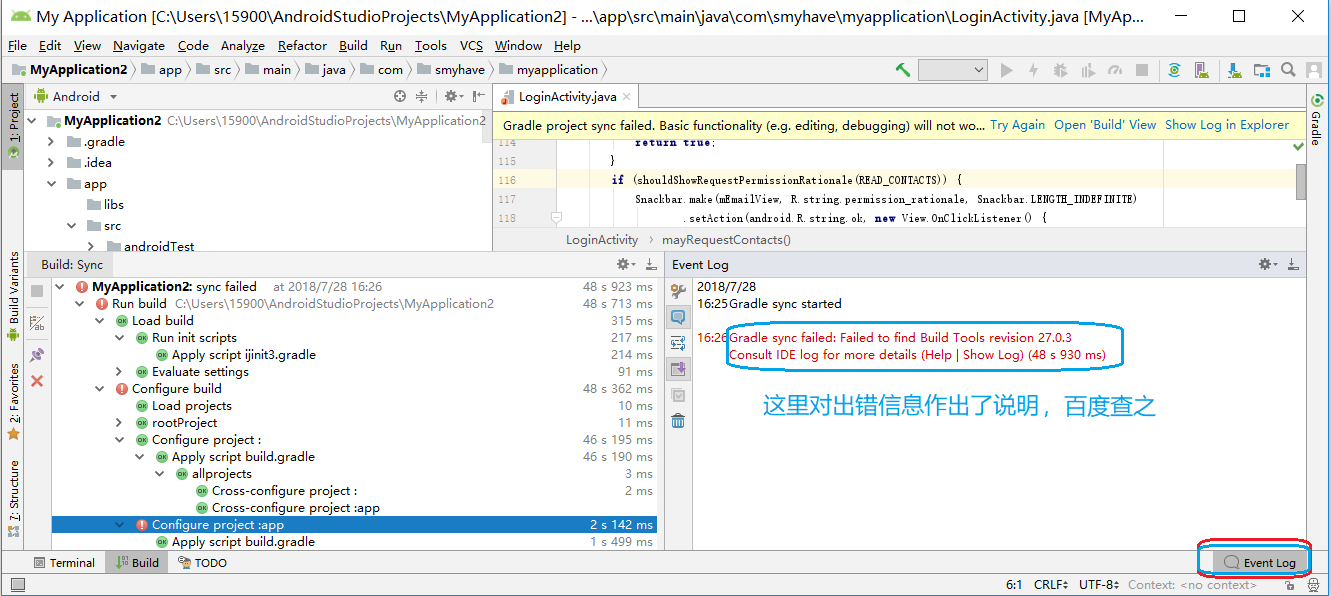 My Application [C:\Users\15900\AndroidStudioProjects\MyApplication2] - ...\app\src\main\java\com\smyhave\myapplication\LoginActivity.java [MyAp...
File Edit View Navigate Code Analyze Refactor Build Run Tools VCS Window Help
MyApplication2 app src main java com smyhave myapplication
1: Project
Android
LoginActivity.java
Gradle
MyApplication2 C:\Users\15900\AndroidStudioProjects\MyApplication2
.gradle
.idea
app
libs
src
androidTest
Gradle project sync failed. Basic functionality (e.g. editing, debugging) will not wo... Try Again Open 'Build' View Show Log in Explorer
114 return true;
115 }
116 if (shouldShowRequestPermissionRationale(READ_CONTACTS)) {
117 Snackbar.make(mEmailView, R.string.permission_rationale, Snackbar.LENGTH_INDEFINITE)
118 .setAction(android.R.string.ok, new View.OnClickListener() {
LoginActivity mayRequestContacts()
Build Variants
2: Favorites
7: Structure
Build: Sync
MyApplication2: sync failed at 2018/7/28 16:26 48 s 923 ms
Run build C:\Users\15900\AndroidStudioProjects\MyApplication2 48 s 713 ms
Load build 315 ms
Run init scripts 217 ms
Apply script ijinit3.gradle 214 ms
Evaluate settings 91 ms
Configure build 48 s 362 ms
Load projects 10 ms
rootProject 11 ms
Configure project : 46 s 195 ms
Apply script build.gradle 46 s 190 ms
allprojects 3 ms
Cross-configure project : 2 ms
Cross-configure project :app
Configure project :app 2 s 142 ms
Apply script build.gradle 1 s 499 ms
Event Log
2018/7/28
16:25 Gradle sync started
16:26 Gradle sync failed: Failed to find Build Tools revision 27.0.3
Consult IDE log for more details (Help | Show Log) (48 s 930 ms)
这里对出错信息作出了说明，百度查之
Terminal Build TODO Event Log
6:1 CRLF UTF-8 Context: <no context>